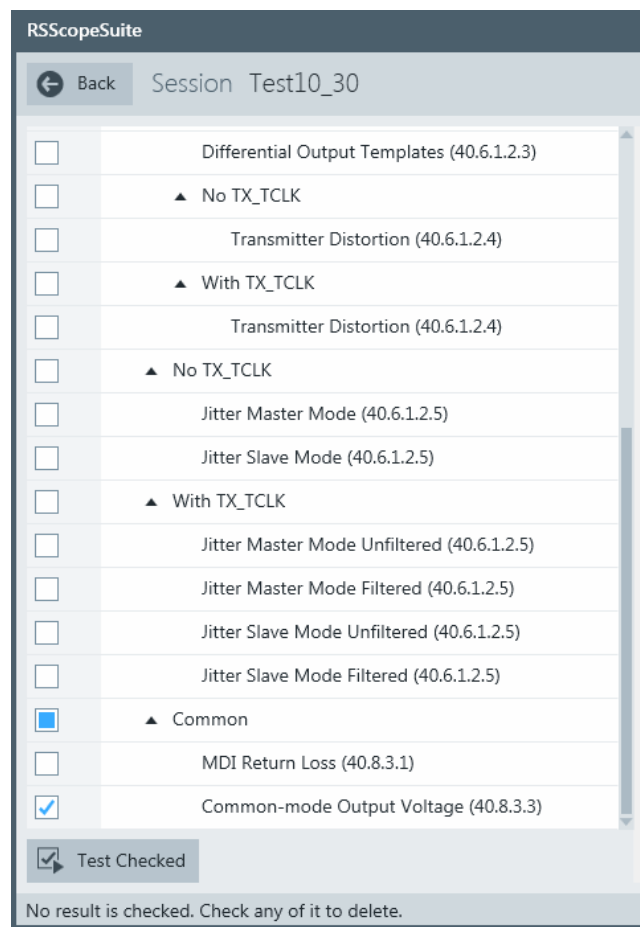 RSScopeSuite
Back Session Test10_30
Differential Output Templates (40.6.1.2.3)
No TX_TCLK
Transmitter Distortion (40.6.1.2.4)
With TX_TCLK
Transmitter Distortion (40.6.1.2.4)
No TX_TCLK
Jitter Master Mode (40.6.1.2.5)
Jitter Slave Mode (40.6.1.2.5)
With TX_TCLK
Jitter Master Mode Unfiltered (40.6.1.2.5)
Jitter Master Mode Filtered (40.6.1.2.5)
Jitter Slave Mode Unfiltered (40.6.1.2.5)
Jitter Slave Mode Filtered (40.6.1.2.5)
Common
MDI Return Loss (40.8.3.1)
Common-mode Output Voltage (40.8.3.3)
Test Checked
No result is checked. Check any of it to delete.